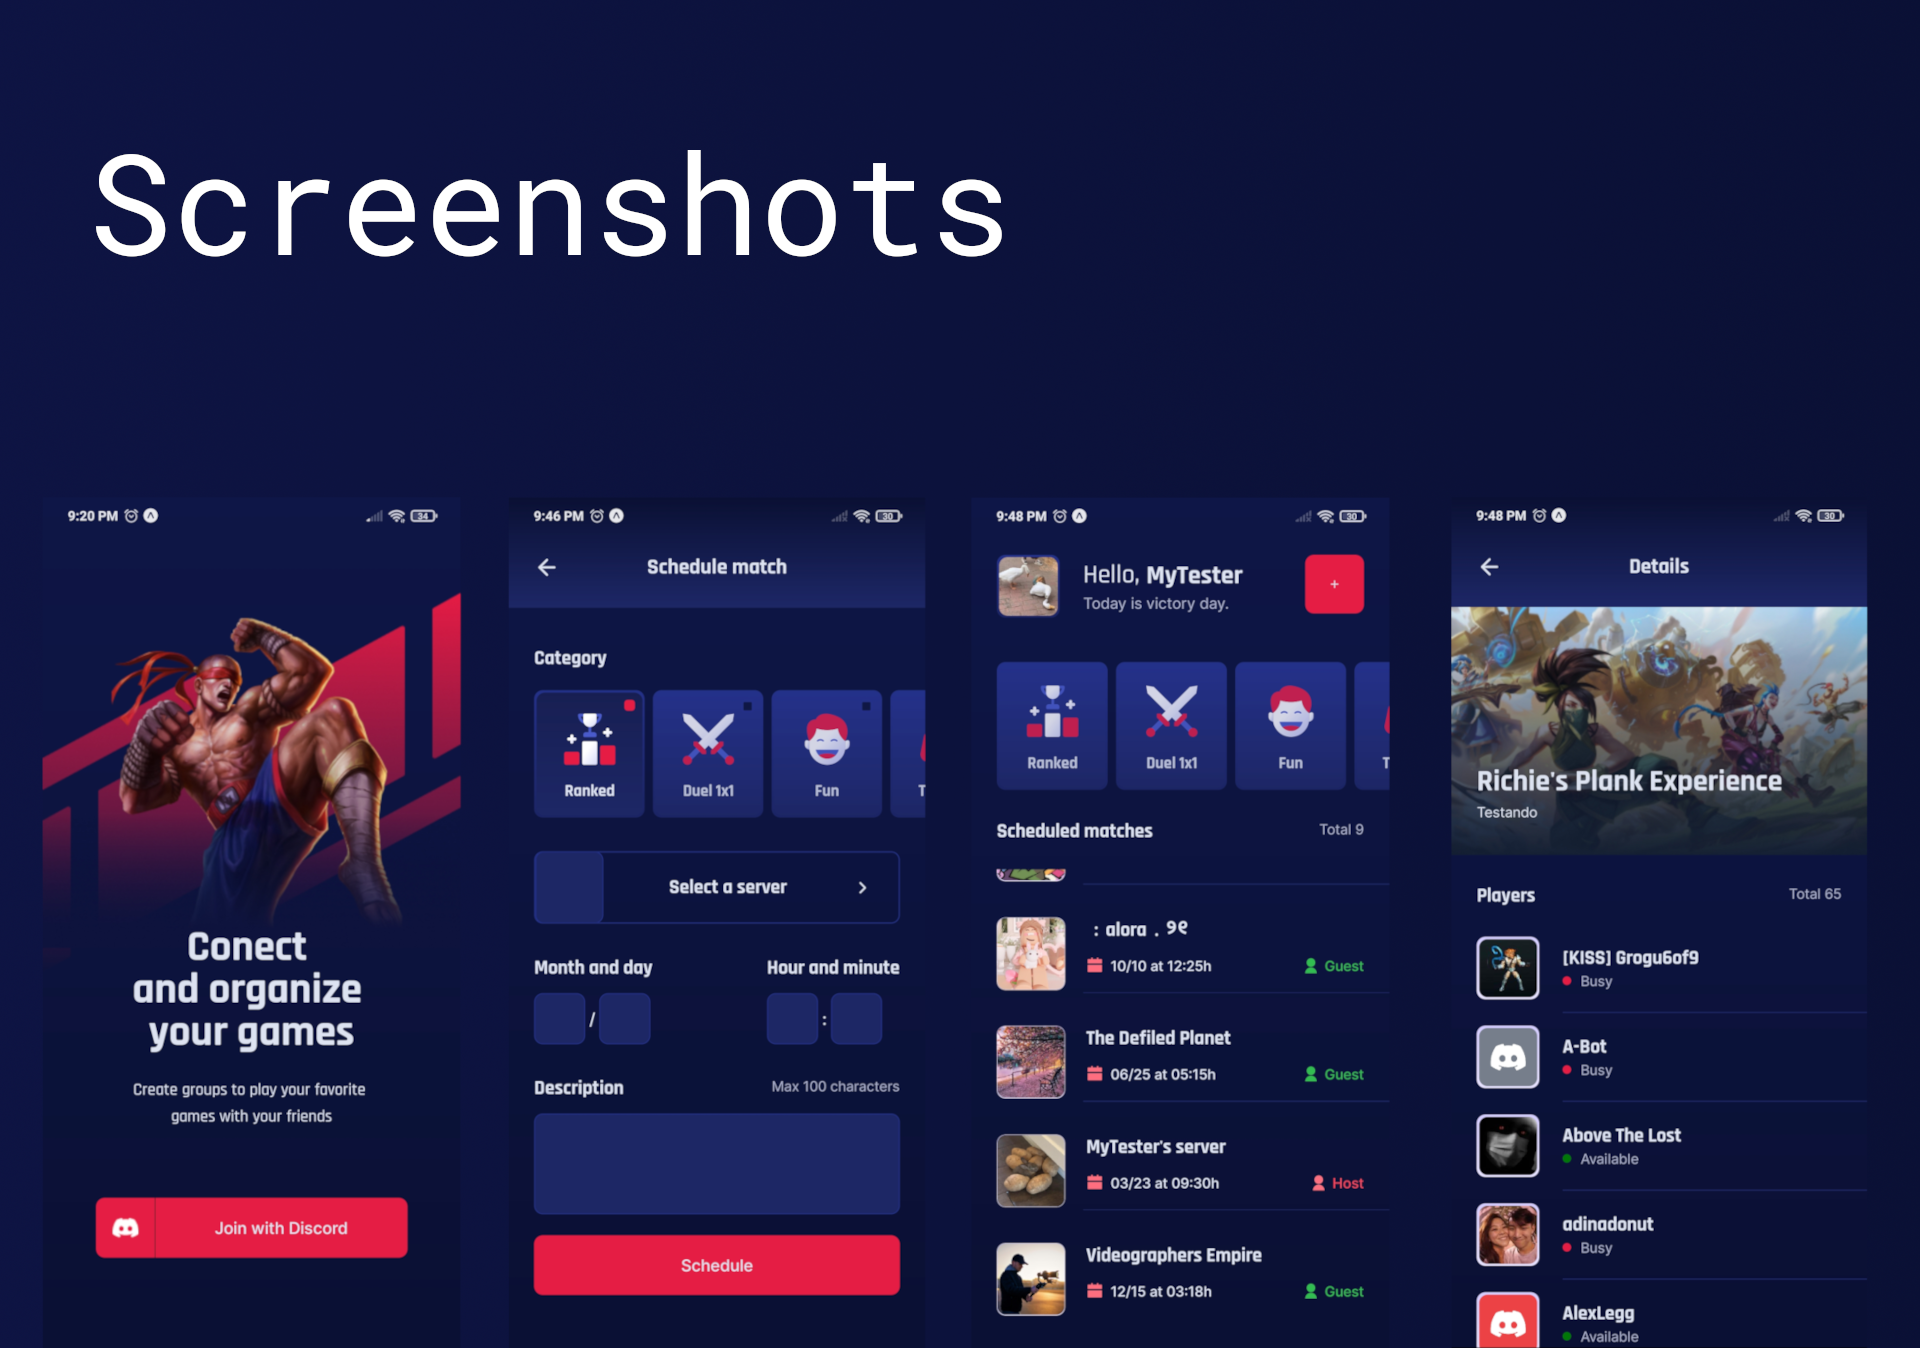 Screenshots
9:20 PM
34
Conect
and organize
your games
Create groups to play your favorite
games with your friends
Join with Discord
9:46 PM
30
Schedule match
Category
Ranked
Duel 1x1
Fun
T
Select a server
Month and day
Hour and minute
/
:
Description
Max 100 characters
Schedule
9:48 PM
30
Hello, MyTester
Today is victory day.
+
Ranked
Duel 1x1
Fun
T
Scheduled matches
Total 9
: alora . ୨୧
10/10 at 12:25h
Guest
The Defiled Planet
06/25 at 05:15h
Guest
MyTester's server
03/23 at 09:30h
Host
Videographers Empire
12/15 at 03:18h
Guest
9:48 PM
30
Details
Richie's Plank Experience
Testando
Players
Total 65
[KISS] Grogu6of9
Busy
A-Bot
Busy
Above The Lost
Available
adinadonut
Busy
AlexLegg
Available